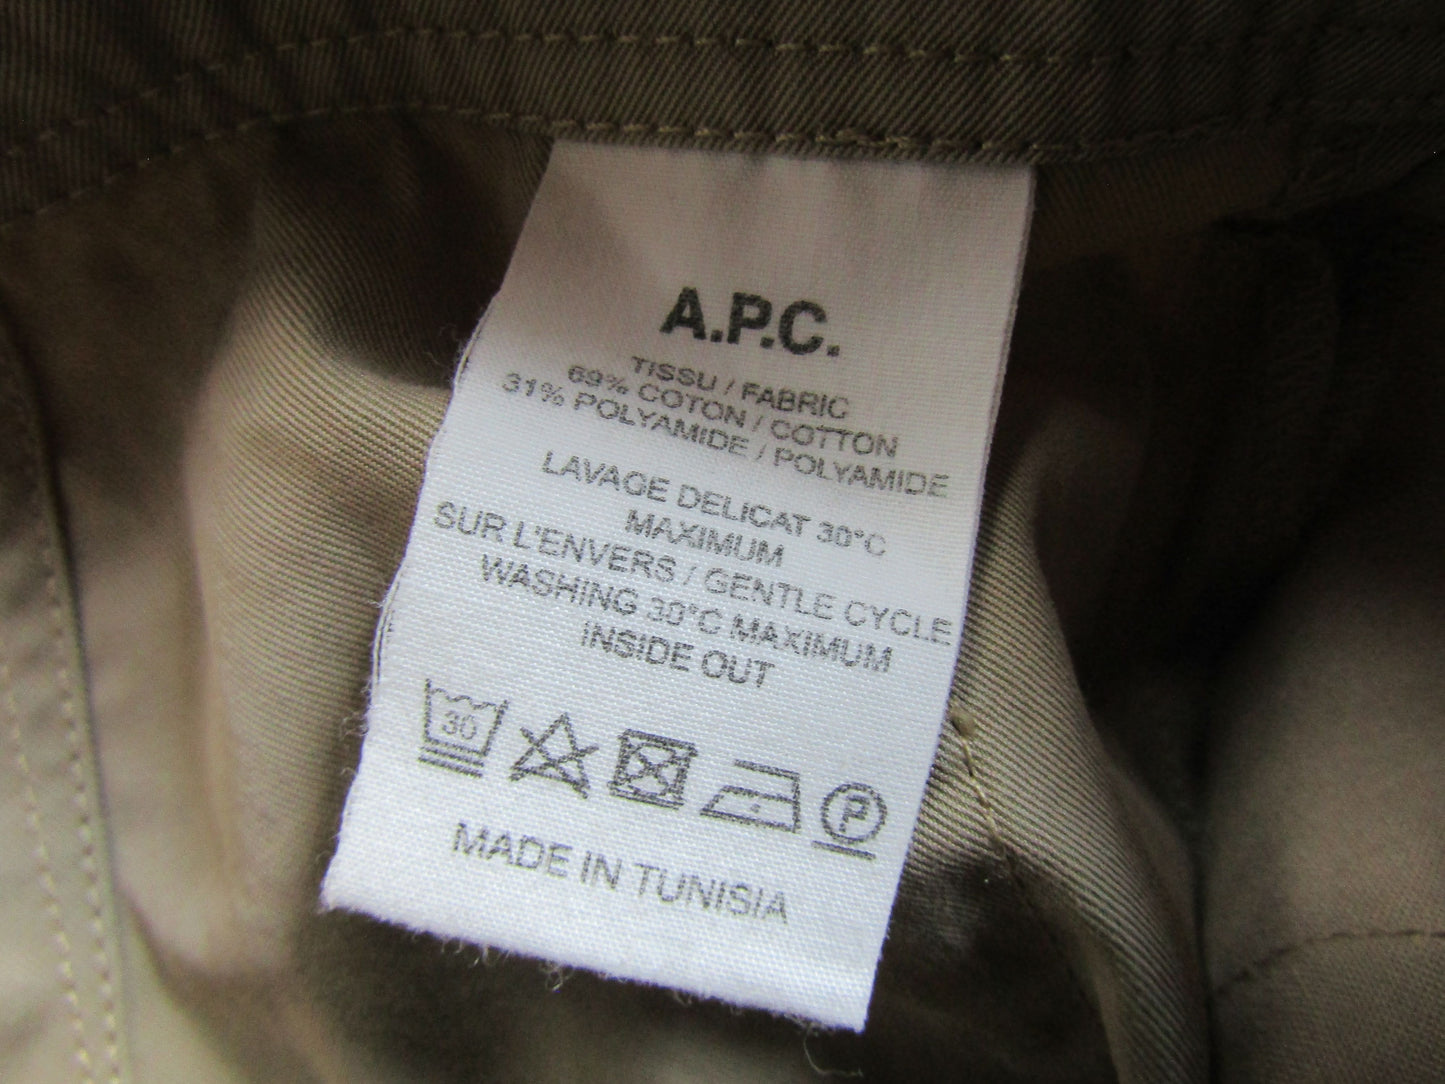 A.P.C.
TISSU / FABRIC
69% COTON / COTTON
31% POLYAMIDE / POLYAMIDE
LAVAGE DELICAT 30°C
MAXIMUM
SUR L'ENVERS / GENTLE CYCLE
WASHING 30°C MAXIMUM
INSIDE OUT
30
P
MADE IN TUNISIA